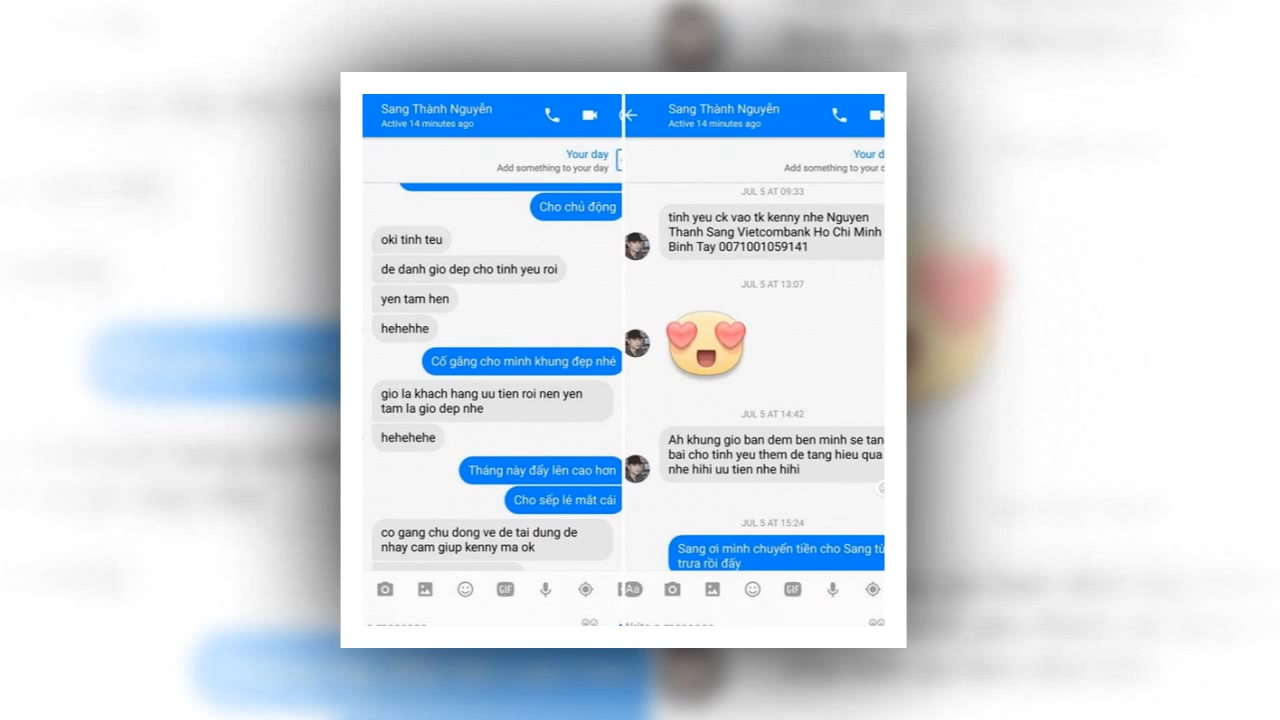 Sang Thành Nguyễn
Active 14 minutes ago
Your day
Add something to your day
Cho chủ động
oki tinh teu
de danh gio dep cho tinh yeu roi
yen tam hen
hehehhe
Cố gắng cho mình khung đẹp nhé
gio la khach hang uu tien roi nen yen
tam la gio dep nhe
hehehehe
Tháng này đẩy lên cao hơn
Cho sếp lé mắt cái
co gang chu dong ve de tai dung de
nhay cam giup kenny ma ok
GIF
Sang Thành Nguyễn
Active 14 minutes ago
Your d
Add something to your d
JUL 5 AT 09:33
tinh yeu ck vao tk kenny nhe Nguyen
Thanh Sang Vietcombank Ho Chi Minh
Binh Tay 0071001059141
JUL 5 AT 13:07
JUL 5 AT 14:42
Ah khung gio ban dem ben minh se tan
bai cho tinh yeu them de tang hieu qua
nhe hihi uu tien nhe hihi
JUL 5 AT 15:24
Sang ơi mình chuyển tiền cho Sang từ
trưa rồi đấy
Aa
GIF